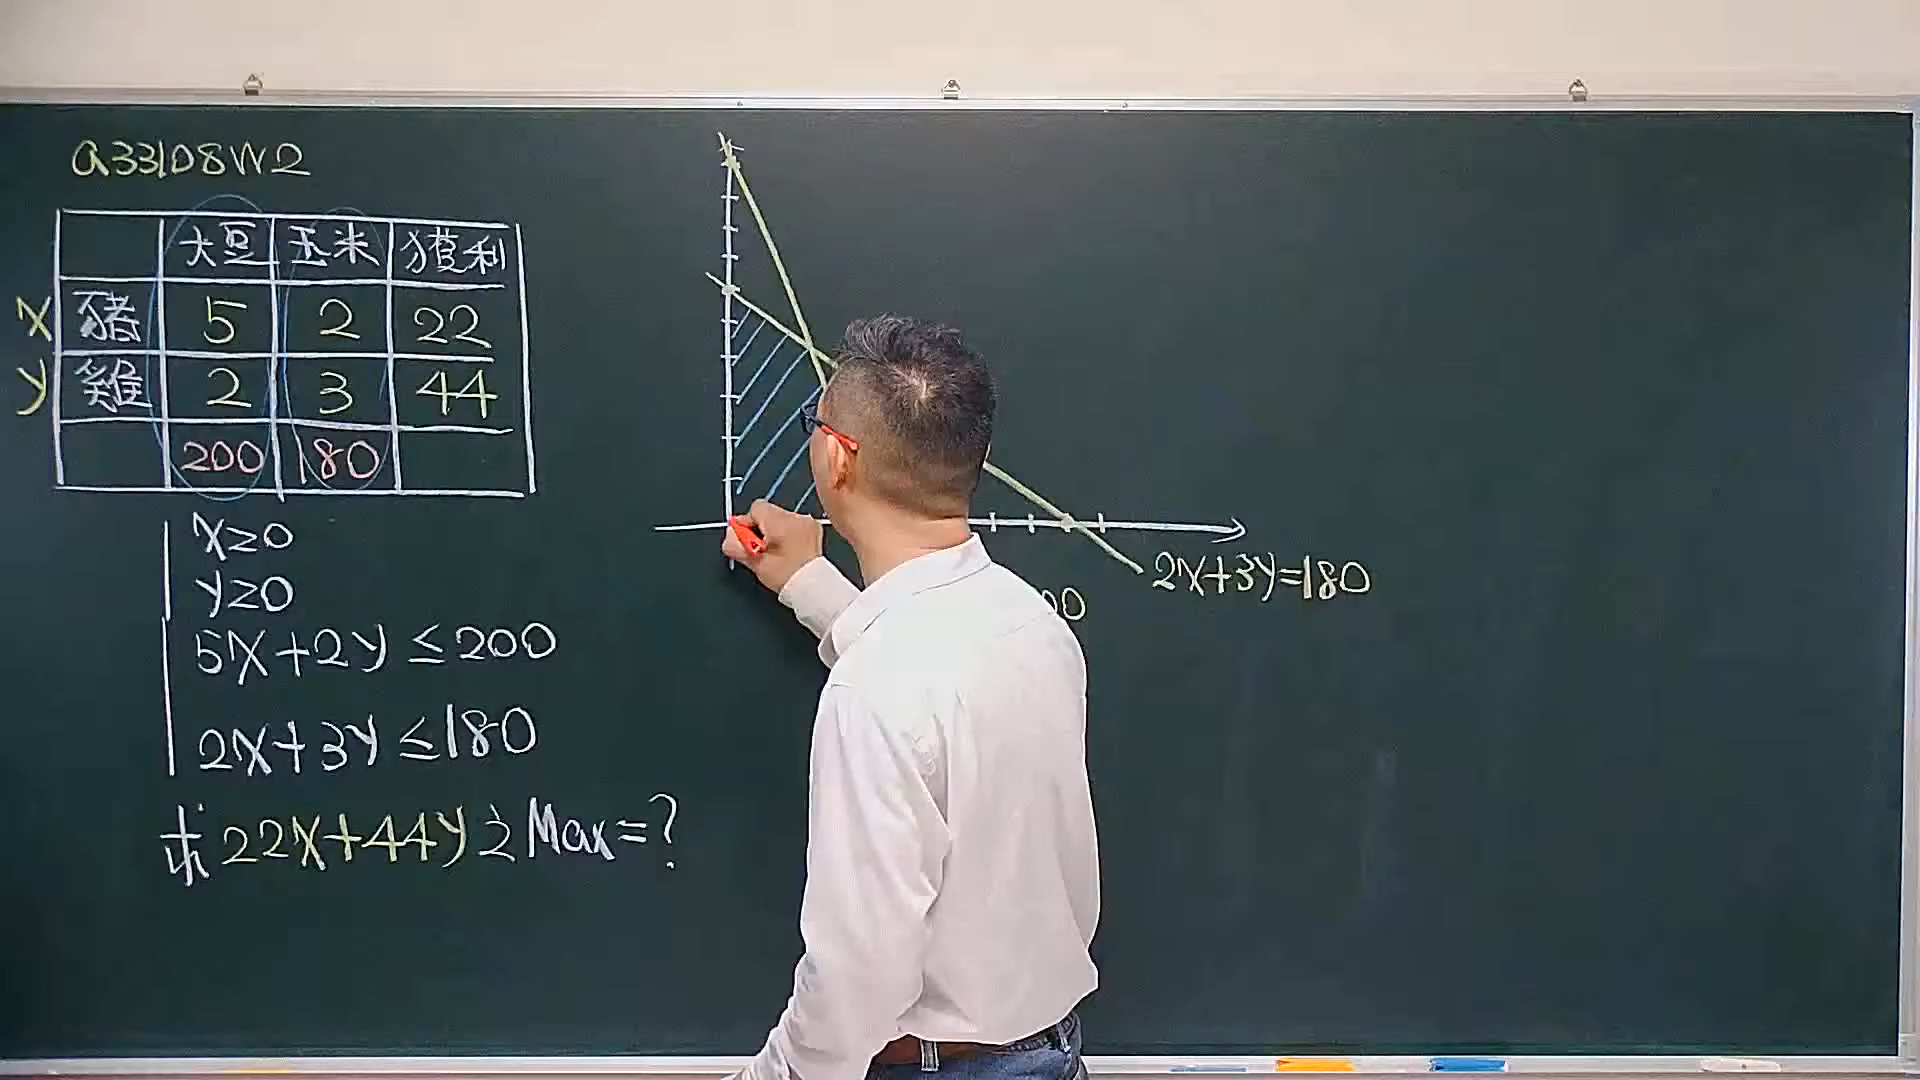 a33108W2
大豆 玉米 獲利
x 豬 5 2 22
y 雞 2 3 44
200 180
x≥0
y≥0
5x+2y≤200
2x+3y≤180
求22x+44y之Max=?
2x+3y=180